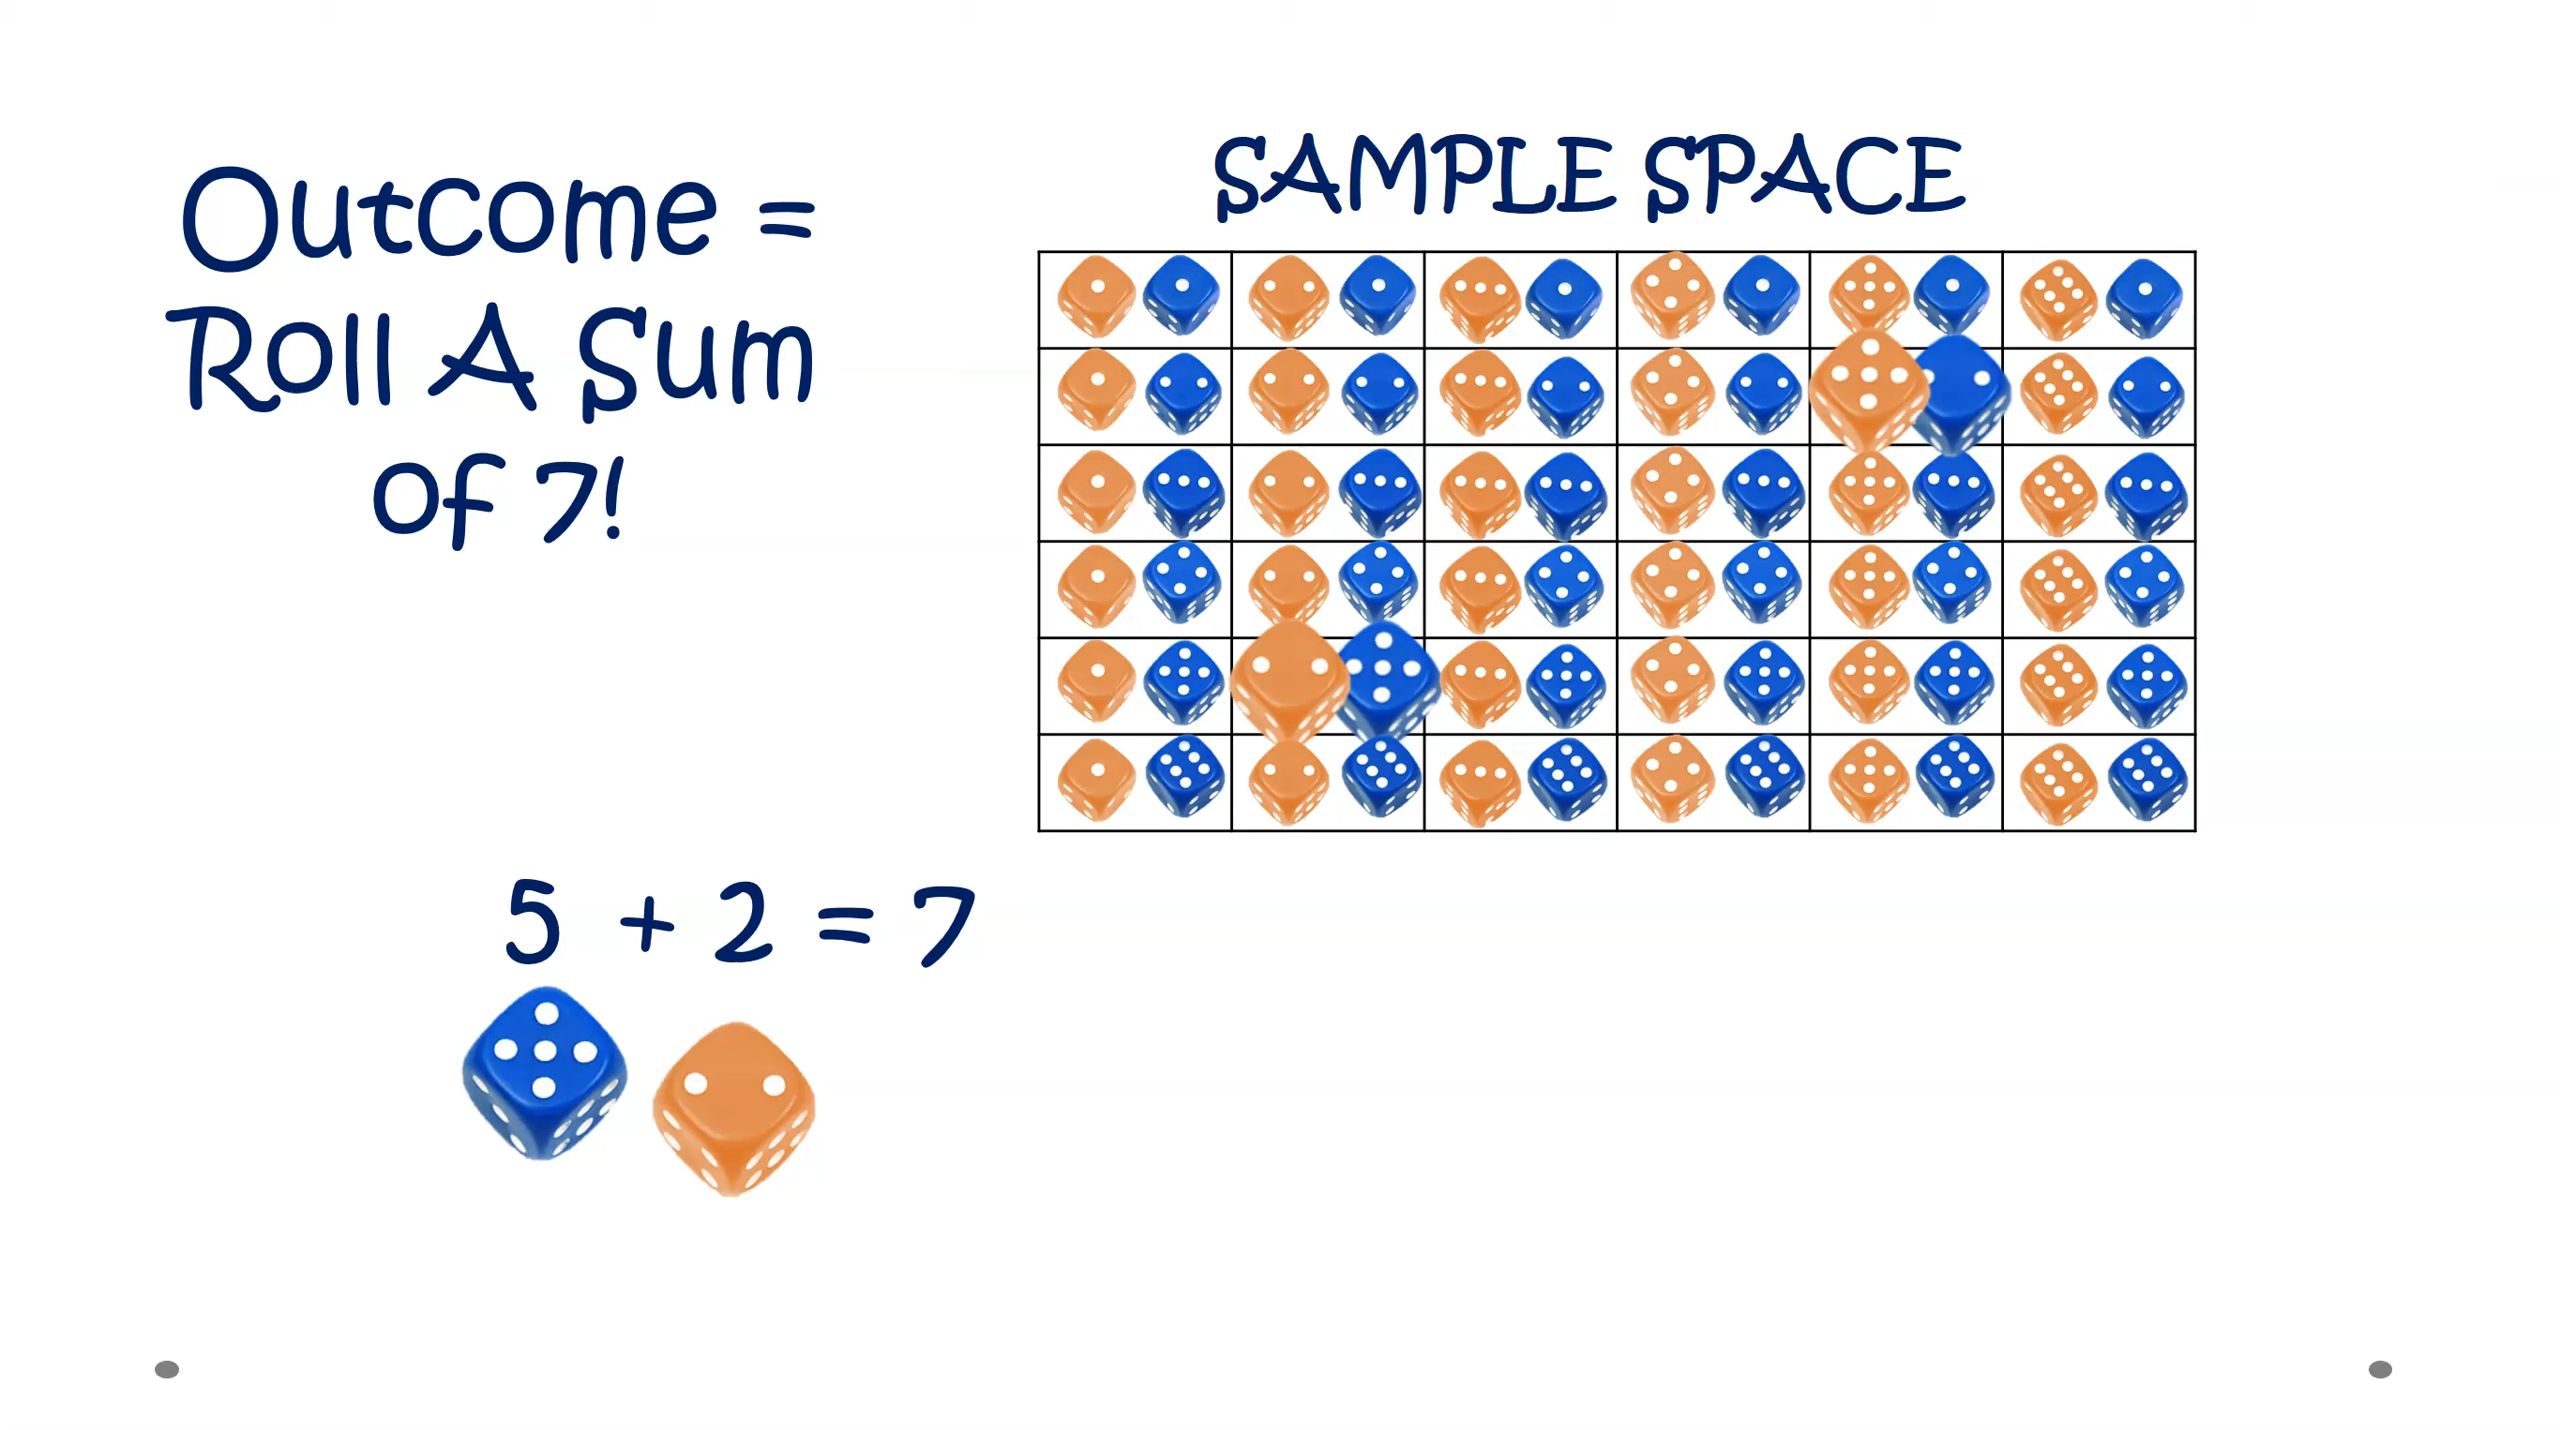 Outcome =
Roll A Sum
of 7!
SAMPLE SPACE
5 + 2 = 7